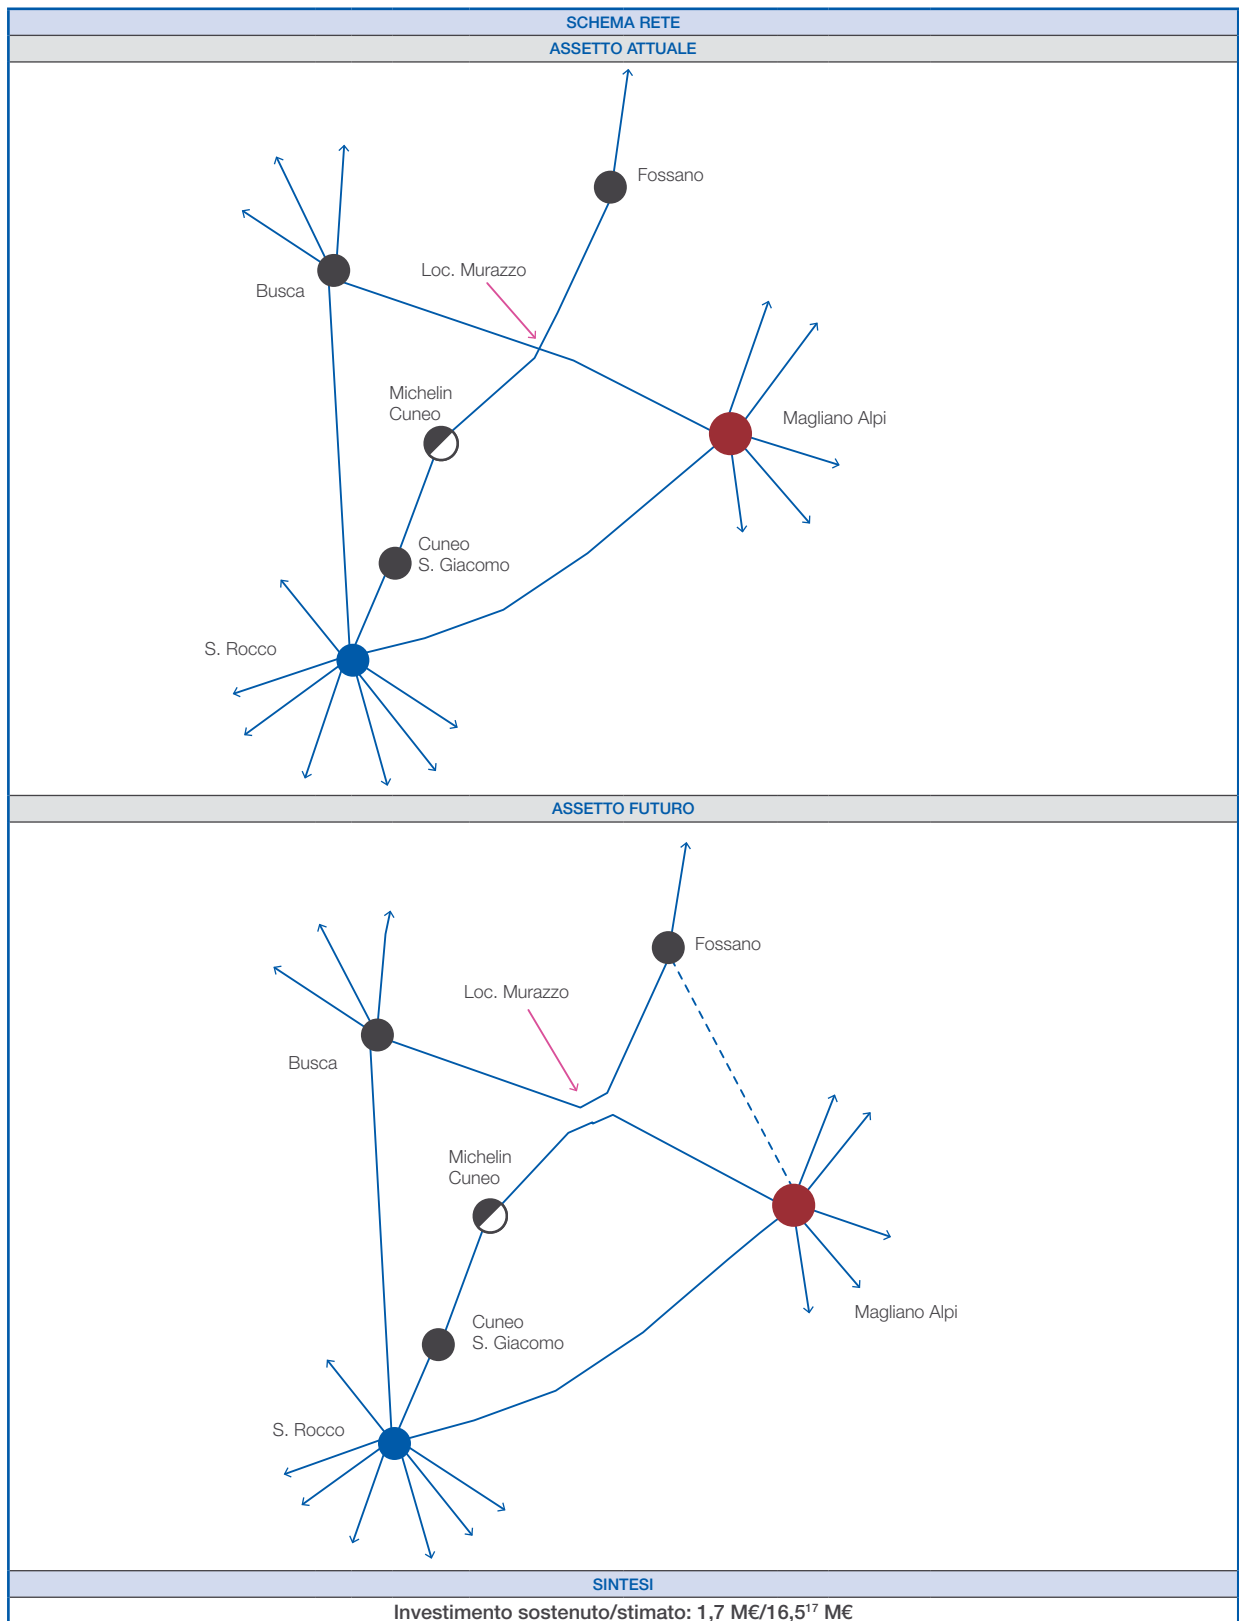 SCHEMA RETE
ASSETTO ATTUALE
Fossano
Loc. Murazzo
Busca
Michelin
Cuneo
Magliano Alpi
Cuneo
S. Giacomo
S. Rocco
ASSETTO FUTURO
Fossano
Loc. Murazzo
Busca
Michelin
Cuneo
Magliano Alpi
Cuneo
S. Giacomo
S. Rocco
SINTESI
Investimento sostenuto/stimato: 1,7 M€/16,5¹⁷ M€